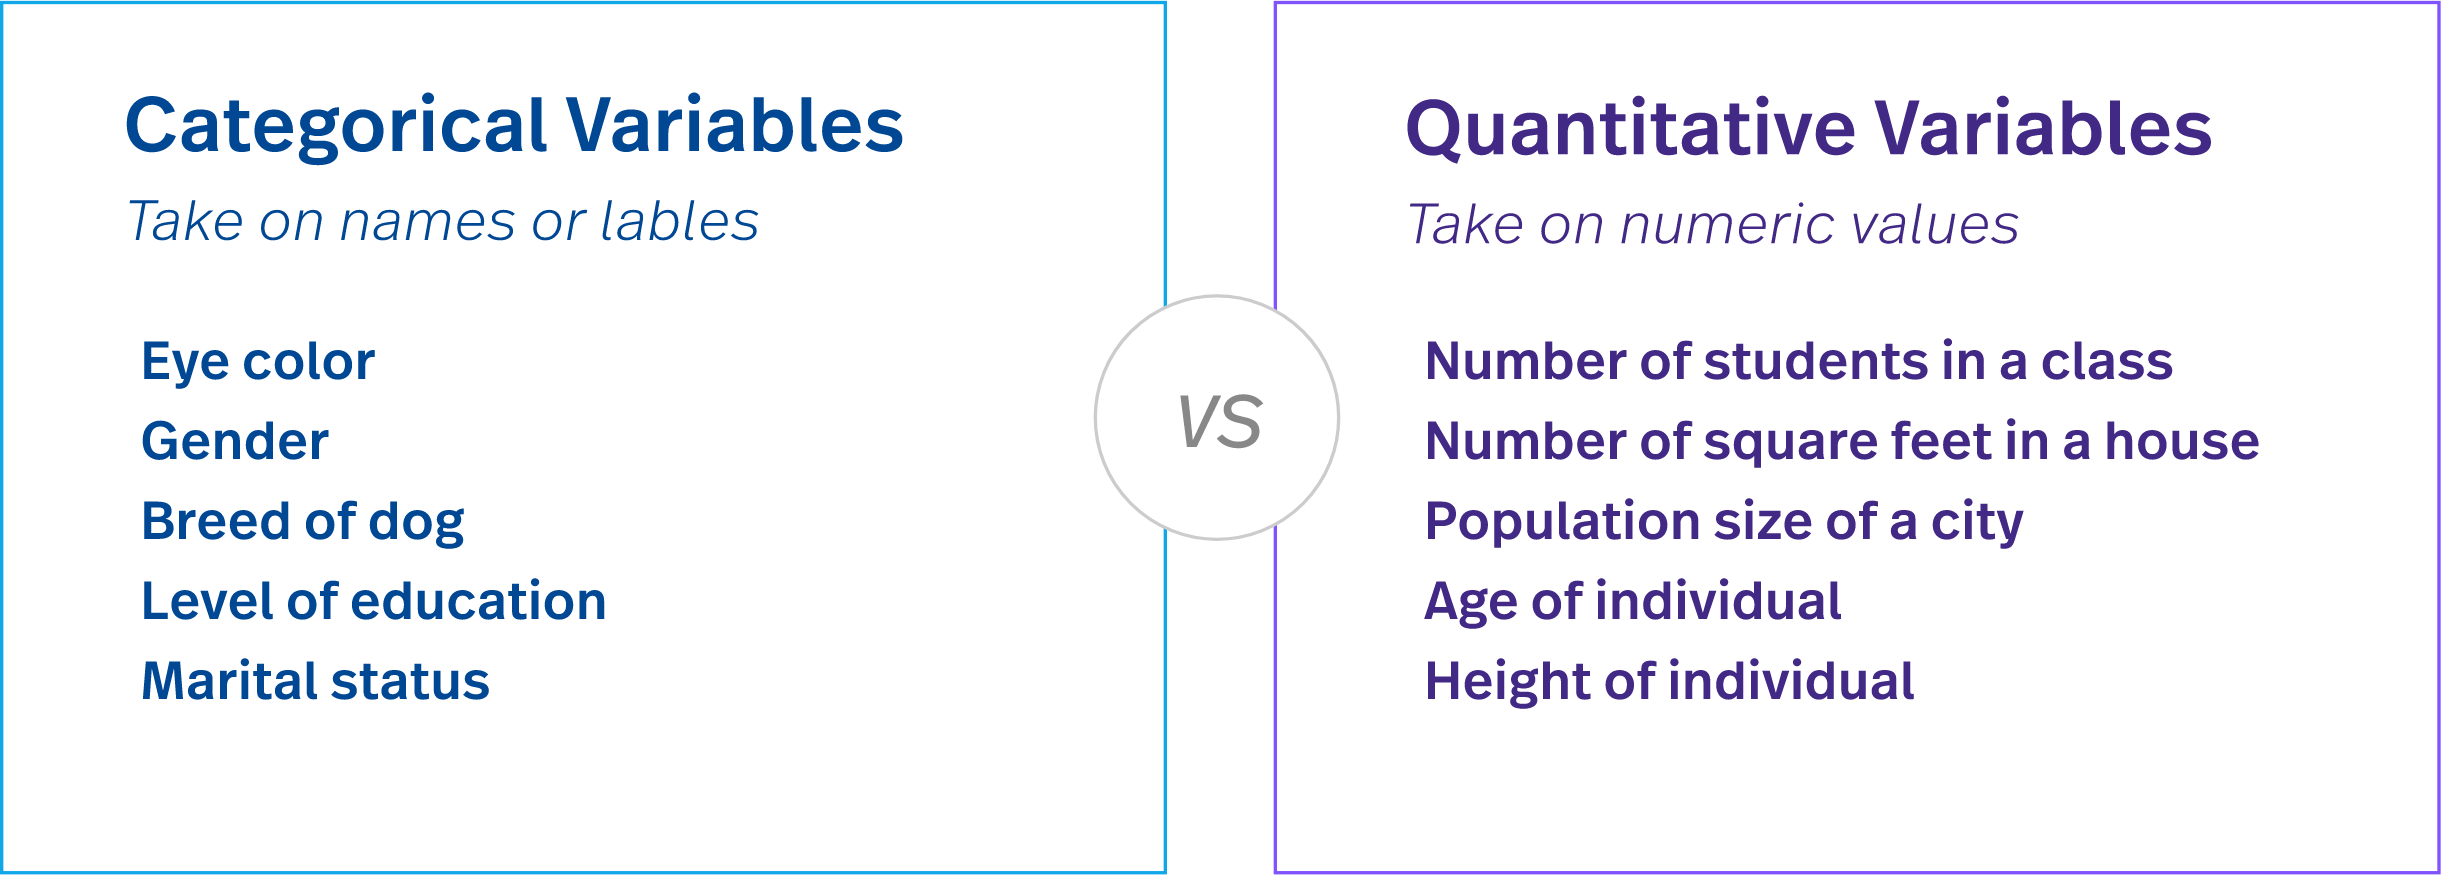 Categorical Variables
Take on names or lables
Eye color
Gender
Breed of dog
Level of education
Marital status
vs
Quantitative Variables
Take on numeric values
Number of students in a class
Number of square feet in a house
Population size of a city
Age of individual
Height of individual